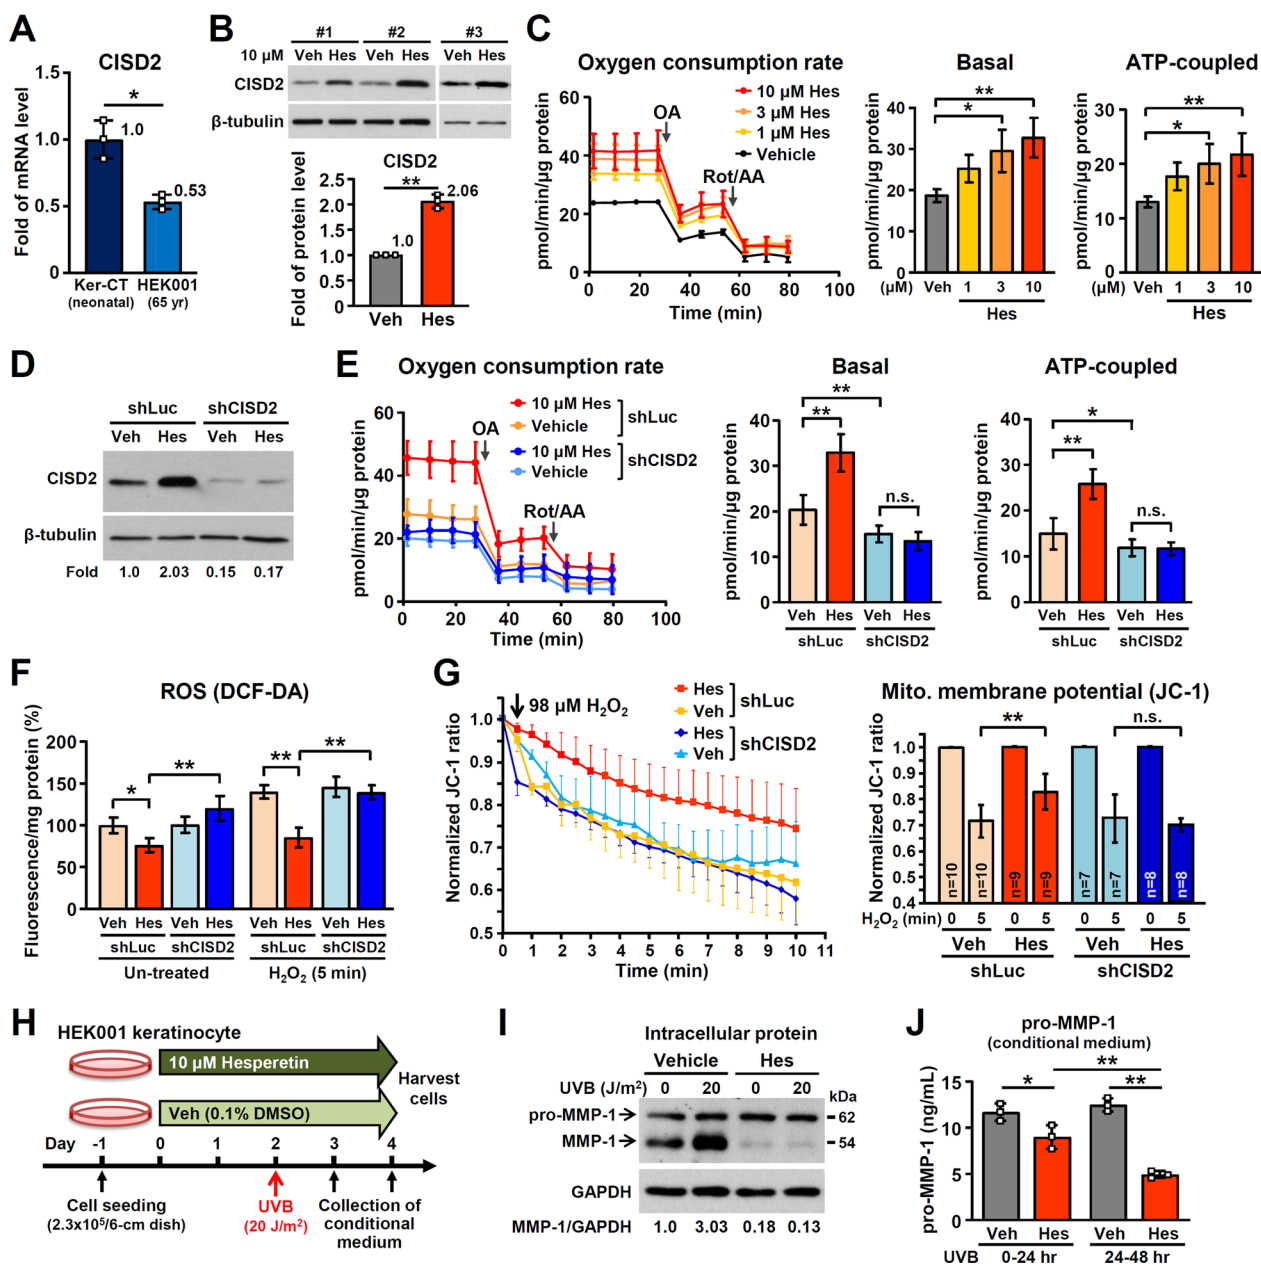 A
CISD2
Fold of mRNA level
1.5
1.0
0.5
0
*
1.0
0.53
Ker-CT HEK001
(neonatal) (65 yr)
B
#1 #2 #3
10 µM Veh Hes Veh Hes Veh Hes
CISD2
β-tubulin
CISD2
Fold of protein level
2.5
2.0
1.5
1.0
0.5
0
**
1.0
2.06
Veh Hes
C
Oxygen consumption rate
pmol/min/µg protein
60
40
20
0
OA
Rot/AA
10 µM Hes
3 µM Hes
1 µM Hes
Vehicle
0 20 40 60 80 100
Time (min)
Basal
pmol/min/µg protein
40
30
20
10
0
**
*
Veh 1 3 10
(µM)
Hes
ATP-coupled
pmol/min/µg protein
30
20
10
0
**
*
Veh 1 3 10
(µM)
Hes
D
shLuc shCISD2
Veh Hes Veh Hes
CISD2
β-tubulin
Fold 1.0 2.03 0.15 0.17
E
Oxygen consumption rate
pmol/min/µg protein
60
40
20
0
OA
Rot/AA
10 µM Hes
Vehicle
shLuc
10 µM Hes
Vehicle
shCISD2
0 20 40 60 80 100
Time (min)
Basal
pmol/min/µg protein
40
30
20
10
0
**
**
n.s.
Veh Hes Veh Hes
shLuc shCISD2
ATP-coupled
pmol/min/µg protein
40
30
20
10
0
*
**
n.s.
Veh Hes Veh Hes
shLuc shCISD2
F
ROS (DCF-DA)
Fluorescence/mg protein (%)
200
150
100
50
0
*
**
**
**
Veh Hes Veh Hes Veh Hes Veh Hes
shLuc shCISD2 shLuc shCISD2
Un-treated H₂O₂ (5 min)
G
98 µM H₂O₂
Normalized JC-1 ratio
1.0
0.9
0.8
0.7
0.6
0.5
Hes
Veh
shLuc
Hes
Veh
shCISD2
0 1 2 3 4 5 6 7 8 9 10 11
Time (min)
Mito. membrane potential (JC-1)
Normalized JC-1 ratio
1.0
0.9
0.8
0.7
0.6
0.5
0.4
**
n.s.
n=10 n=10 n=9 n=9 n=7 n=7 n=8 n=8
H₂O₂ (min) 0 5 0 5 0 5 0 5
Veh Hes Veh Hes
shLuc shCISD2
H
HEK001 keratinocyte
10 µM Hesperetin
Veh (0.1% DMSO)
Harvest
cells
Day -1 0 1 2 3 4
Cell seeding
(2.3x10⁵/6-cm dish)
UVB
(20 J/m²)
Collection of
conditional
medium
I
Intracellular protein
Vehicle Hes
UVB (J/m²) 0 20 0 20
kDa
pro-MMP-1 62
MMP-1 54
GAPDH
MMP-1/GAPDH 1.0 3.03 0.18 0.13
J
pro-MMP-1
(conditional medium)
pro-MMP-1 (ng/mL)
15
10
5
0
*
**
**
Veh Hes Veh Hes
UVB 0-24 hr 24-48 hr